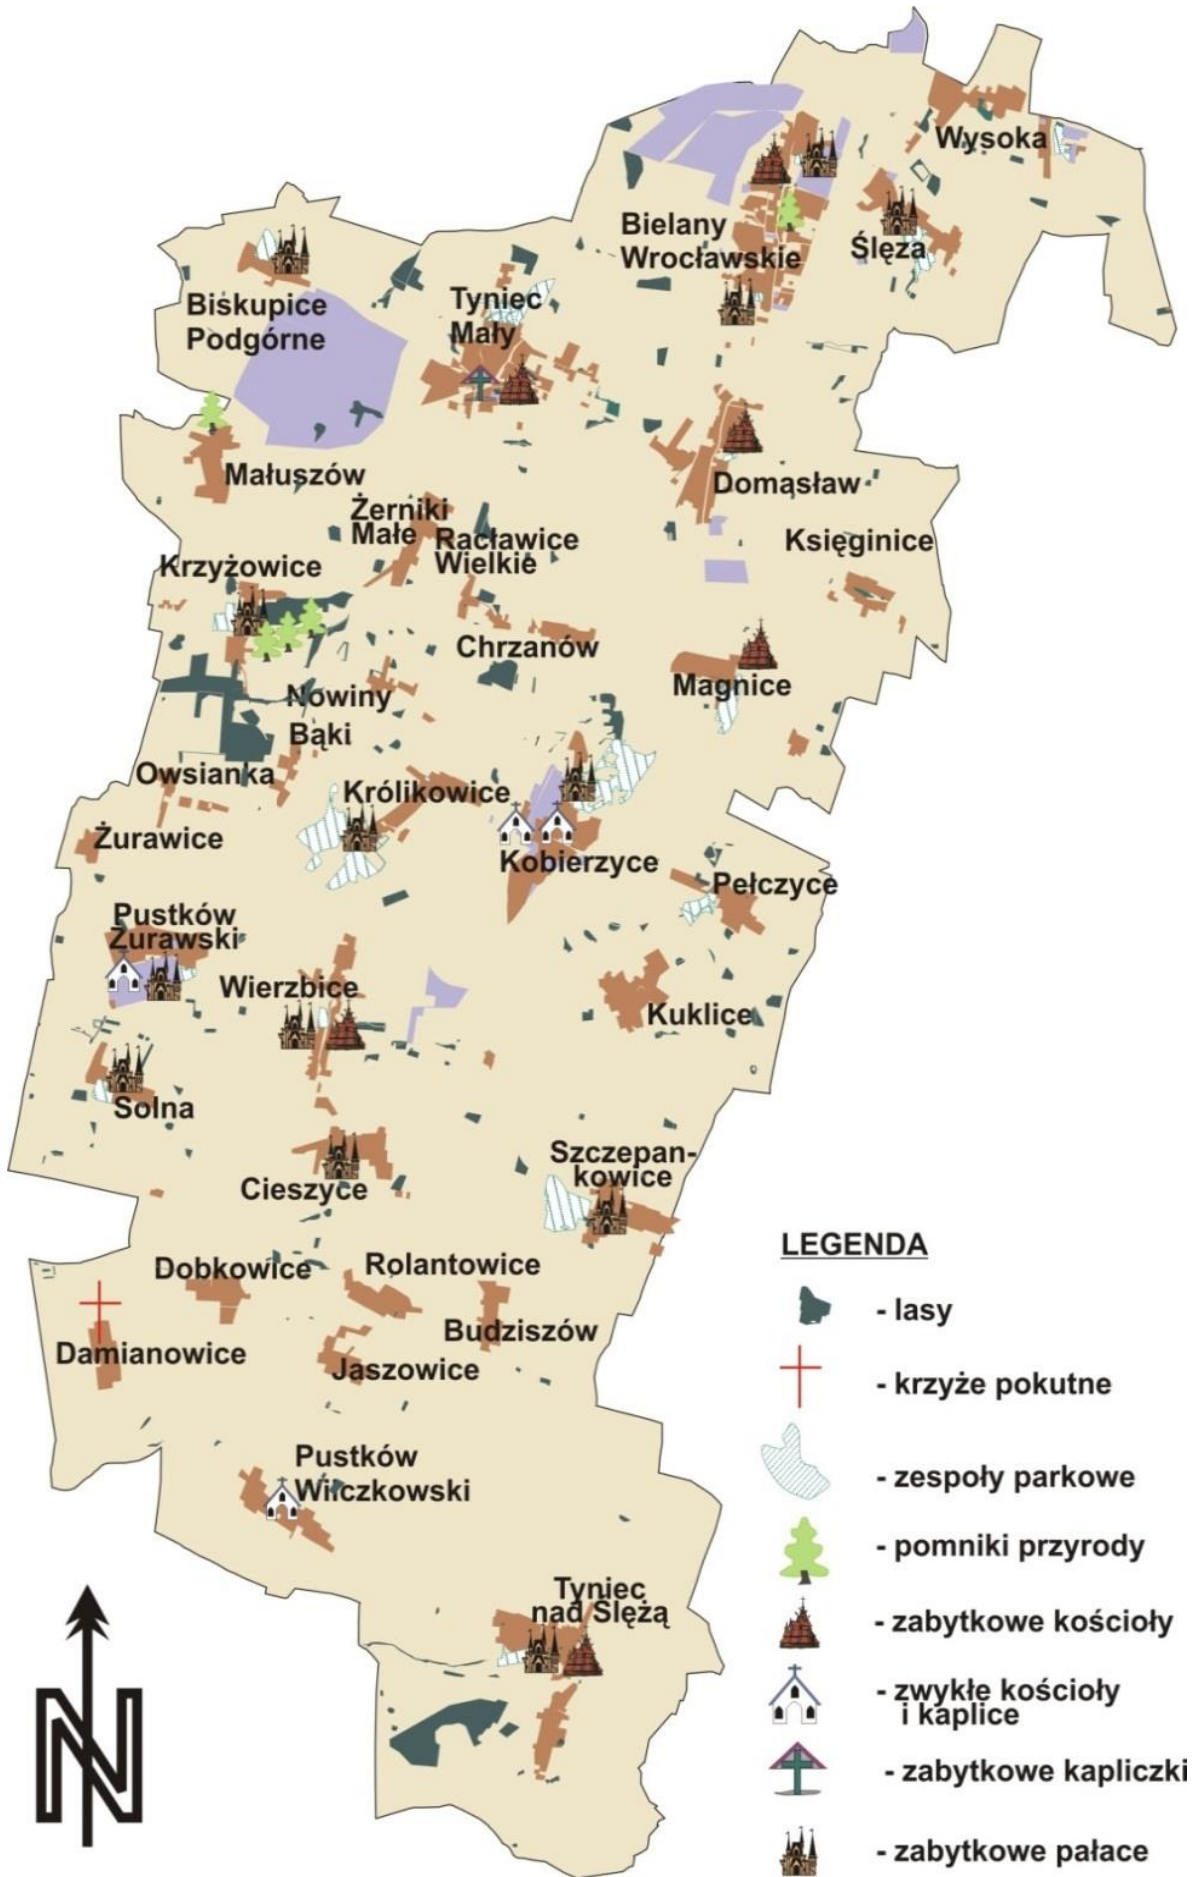 Wysoka
Bielany
Wrocławskie
Ślęza
Biskupice
Podgórne
Tyniec
Mały
Małuszów
Domasław
Żerniki
Małe
Racławice
Wielkie
Księginice
Krzyżowice
Chrzanów
Magnice
Nowiny
Bąki
Owsianka
Królikowice
Żurawice
Kobierzyce
Pełczyce
Pustków
Żurawski
Wierzbice
Kuklice
Solna
Szczepan-
kowice
Cieszyce
Dobkowice
Rolantowice
Budziszów
Damianowice
Jaszowice
Pustków
Wilczkowski
Tyniec
nad Ślężą
N
LEGENDA
- lasy
- krzyże pokutne
- zespoły parkowe
- pomniki przyrody
- zabytkowe kościoły
- zwykłe kościoły
i kaplice
- zabytkowe kapliczki
- zabytkowe pałace